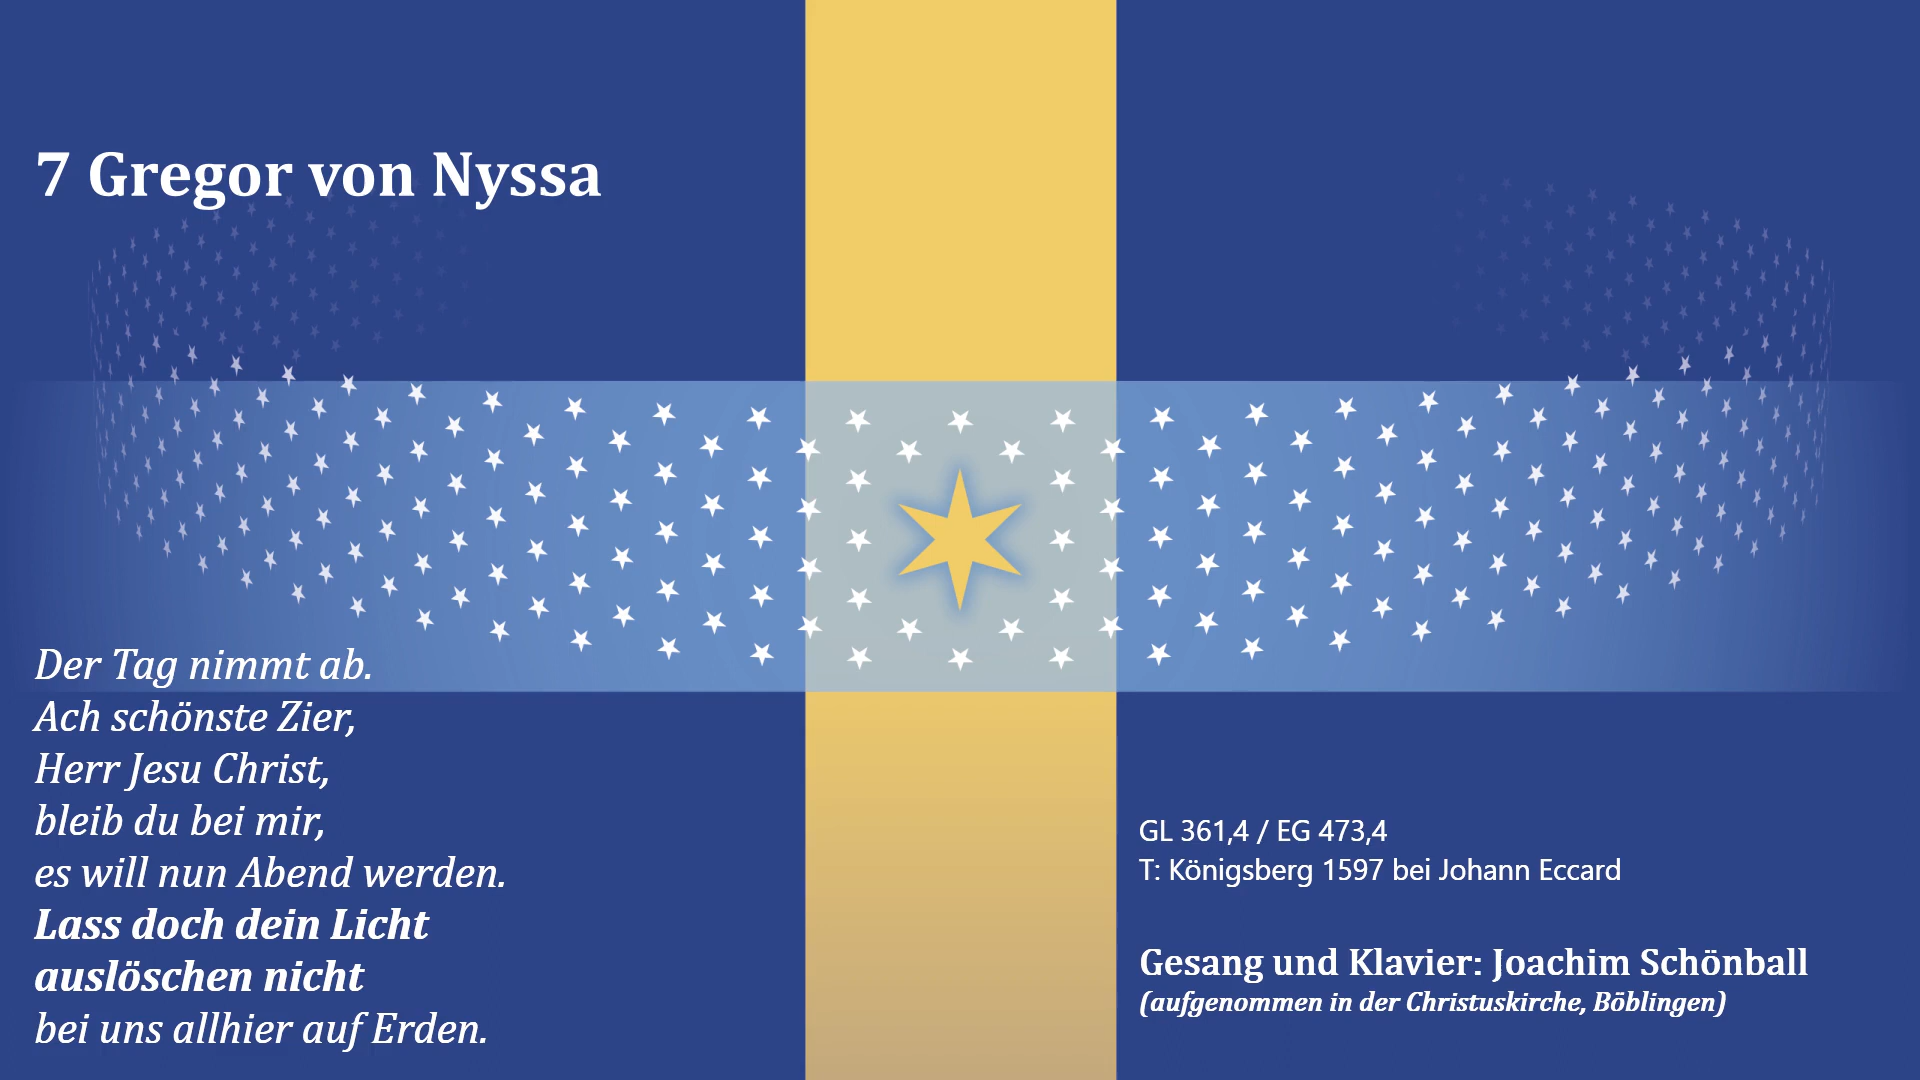 7 Gregor von Nyssa
Der Tag nimmt ab.
Ach schönste Zier,
Herr Jesu Christ,
bleib du bei mir,
es will nun Abend werden.
Lass doch dein Licht
auslöschen nicht
bei uns allhier auf Erden.
GL 361,4 / EG 473,4
T: Königsberg 1597 bei Johann Eccard
Gesang und Klavier: Joachim Schönball
(aufgenommen in der Christuskirche, Böblingen)